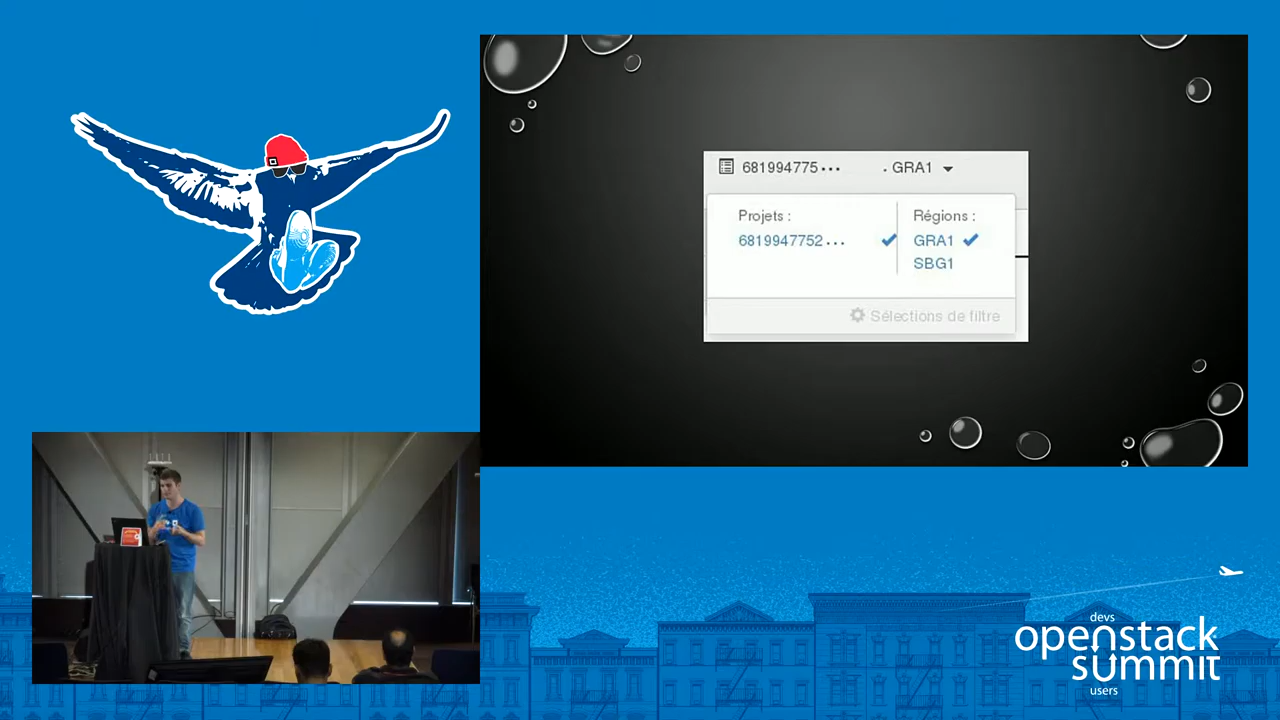 681994775••• . GRA1
Projets : Régions :
6819947752••• GRA1
SBG1
Sélections de filtre
devs
openstack
summit
users